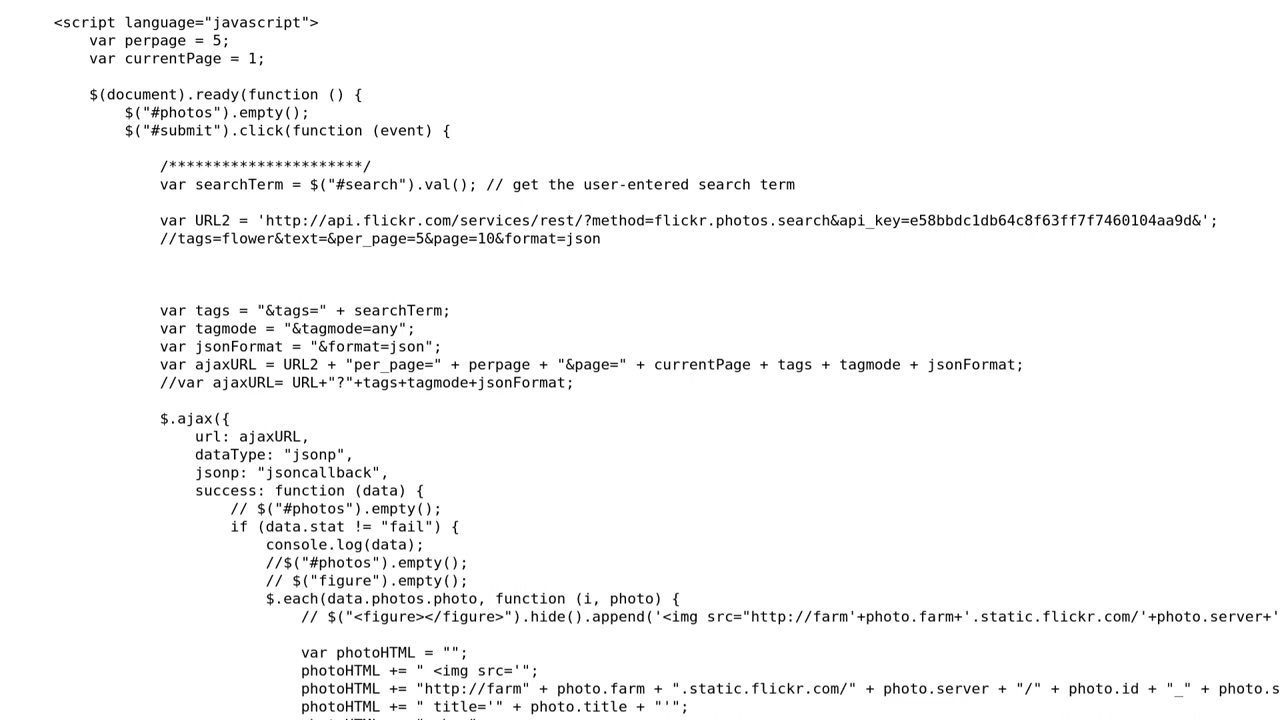 <script language="javascript">
var perpage = 5;
var currentPage = 1;
$(document).ready(function () {
$("#photos").empty();
$("#submit").click(function (event) {
/**********************/
var searchTerm = $("#search").val(); // get the user-entered search term
var URL2 = 'http://api.flickr.com/services/rest/?method=flickr.photos.search&api_key=e58bbdc1db64c8f63ff7f7460104aa9d&';
//tags=flower&text=&per_page=5&page=10&format=json
var tags = "&tags=" + searchTerm;
var tagmode = "&tagmode=any";
var jsonFormat = "&format=json";
var ajaxURL = URL2 + "per_page=" + perpage + "&page=" + currentPage + tags + tagmode + jsonFormat;
//var ajaxURL= URL+"?"+tags+tagmode+jsonFormat;
$.ajax({
url: ajaxURL,
dataType: "jsonp",
jsonp: "jsoncallback",
success: function (data) {
// $("#photos").empty();
if (data.stat != "fail") {
console.log(data);
//$("#photos").empty();
// $("figure").empty();
$.each(data.photos.photo, function (i, photo) {
// $("<figure></figure>").hide().append('<img src="http://farm'+photo.farm+'.static.flickr.com/'+photo.server+'
var photoHTML = "";
photoHTML += " <img src='";
photoHTML += "http://farm" + photo.farm + ".static.flickr.com/" + photo.server + "/" + photo.id + "_" + photo.s
photoHTML += " title='" + photo.title + "'";